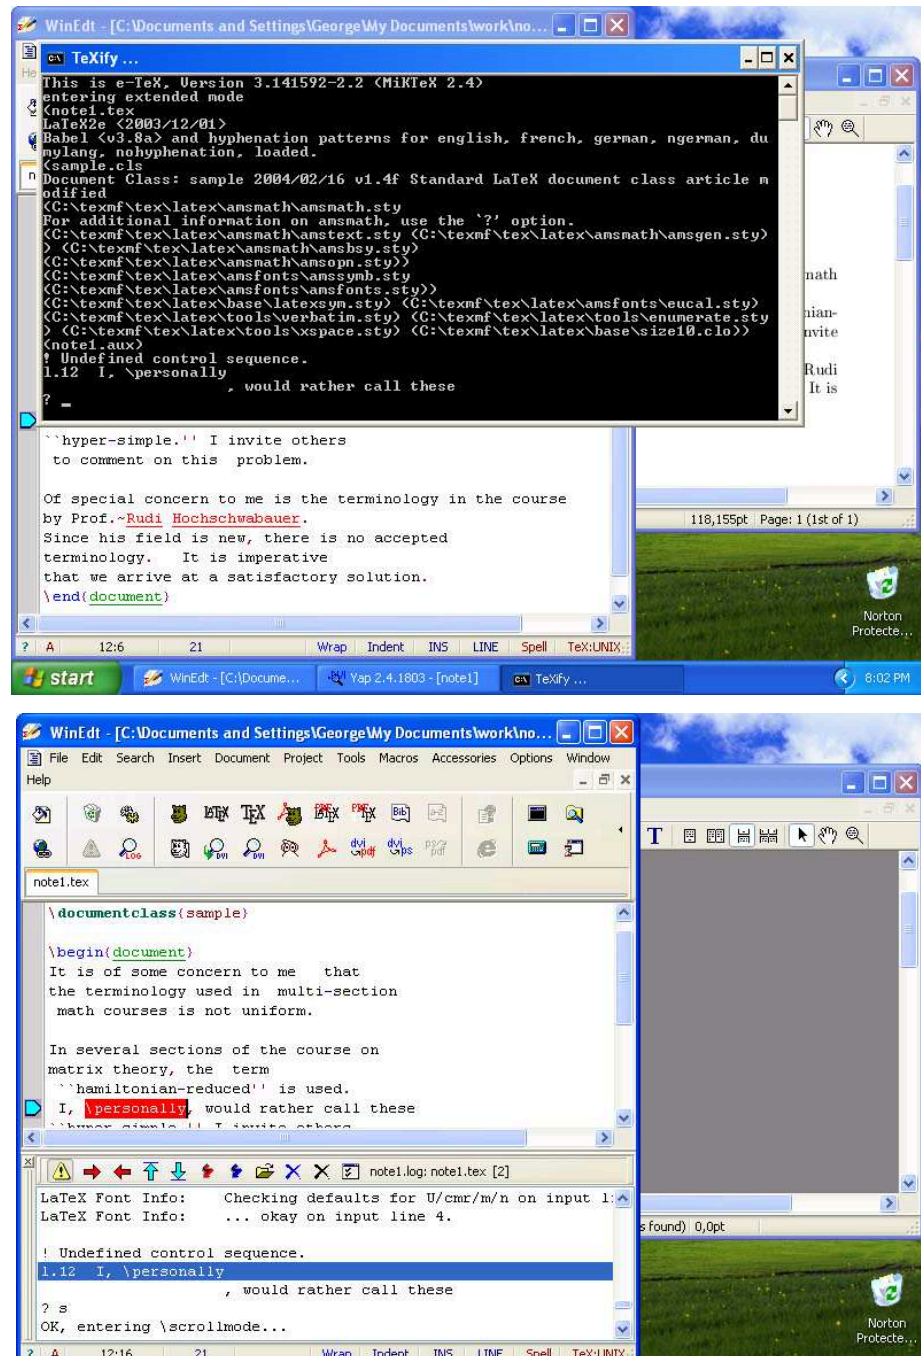 WinEdt - [C:\Documents and Settings\George\My Documents\work\no...
TeXify ...
This is e-TeX, Version 3.141592-2.2 (MiKTeX 2.4)
entering extended mode
(note1.tex
LaTeX2e <2003/12/01>
Babel <v3.8a> and hyphenation patterns for english, french, german, ngerman, du
mylang, nohyphenation, loaded.
(sample.cls
Document Class: sample 2004/02/16 v1.4f Standard LaTeX document class article m
odified
(C:\texmf\tex\latex\amsmath\amsmath.sty
For additional information on amsmath, use the `?' option.
(C:\texmf\tex\latex\amsmath\amstext.sty (C:\texmf\tex\latex\amsmath\amsgen.sty)
) (C:\texmf\tex\latex\amsmath\amsbsy.sty)
(C:\texmf\tex\latex\amsmath\amsopn.sty))
(C:\texmf\tex\latex\amsfonts\amssymb.sty
(C:\texmf\tex\latex\amsfonts\amsfonts.sty))
(C:\texmf\tex\latex\base\latexsym.sty) (C:\texmf\tex\latex\amsfonts\eucal.sty)
(C:\texmf\tex\latex\tools\verbatim.sty) (C:\texmf\tex\latex\tools\enumerate.sty
) (C:\texmf\tex\latex\tools\xspace.sty) (C:\texmf\tex\latex\base\size10.clo))
(note1.aux)
! Undefined control sequence.
l.12  I, \personally
, would rather call these
? _
nath
nian-
nvite
Rudi
It is
``hyper-simple.'' I invite others
to comment on this  problem.
Of special concern to me is the terminology in the course
by Prof.~Rudi Hochschwabauer.
Since his field is new, there is no accepted
terminology.   It is imperative
that we arrive at a satisfactory solution.
\end{document}
118,155pt Page: 1 (1st of 1)
Norton
Protecte...
? A 12:6 21 Wrap Indent INS LINE Spell TeX:UNIX
start WinEdt - [C:\Docume... Yap 2.4.1803 - [note1] TeXify ... 8:02 PM
WinEdt - [C:\Documents and Settings\George\My Documents\work\no...
File Edit Search Insert Document Project Tools Macros Accessories Options Window
Help
note1.tex
\documentclass{sample}
\begin{document}
It is of some concern to me   that
the terminology used in  multi-section
math courses is not uniform.
In several sections of the course on
matrix theory, the  term
``hamiltonian-reduced'' is used.
I, \personally, would rather call these
``hyper-simple.'' I invite others
note1.log: note1.tex [2]
LaTeX Font Info:    Checking defaults for U/cmr/m/n on input l
LaTeX Font Info:    ... okay on input line 4.
! Undefined control sequence.
l.12  I, \personally
, would rather call these
? s
OK, entering \scrollmode...
s found) 0,0pt
Norton
Protecte...
? A 12:16 21 Wrap Indent INS LINE Spell TeX:UNIX